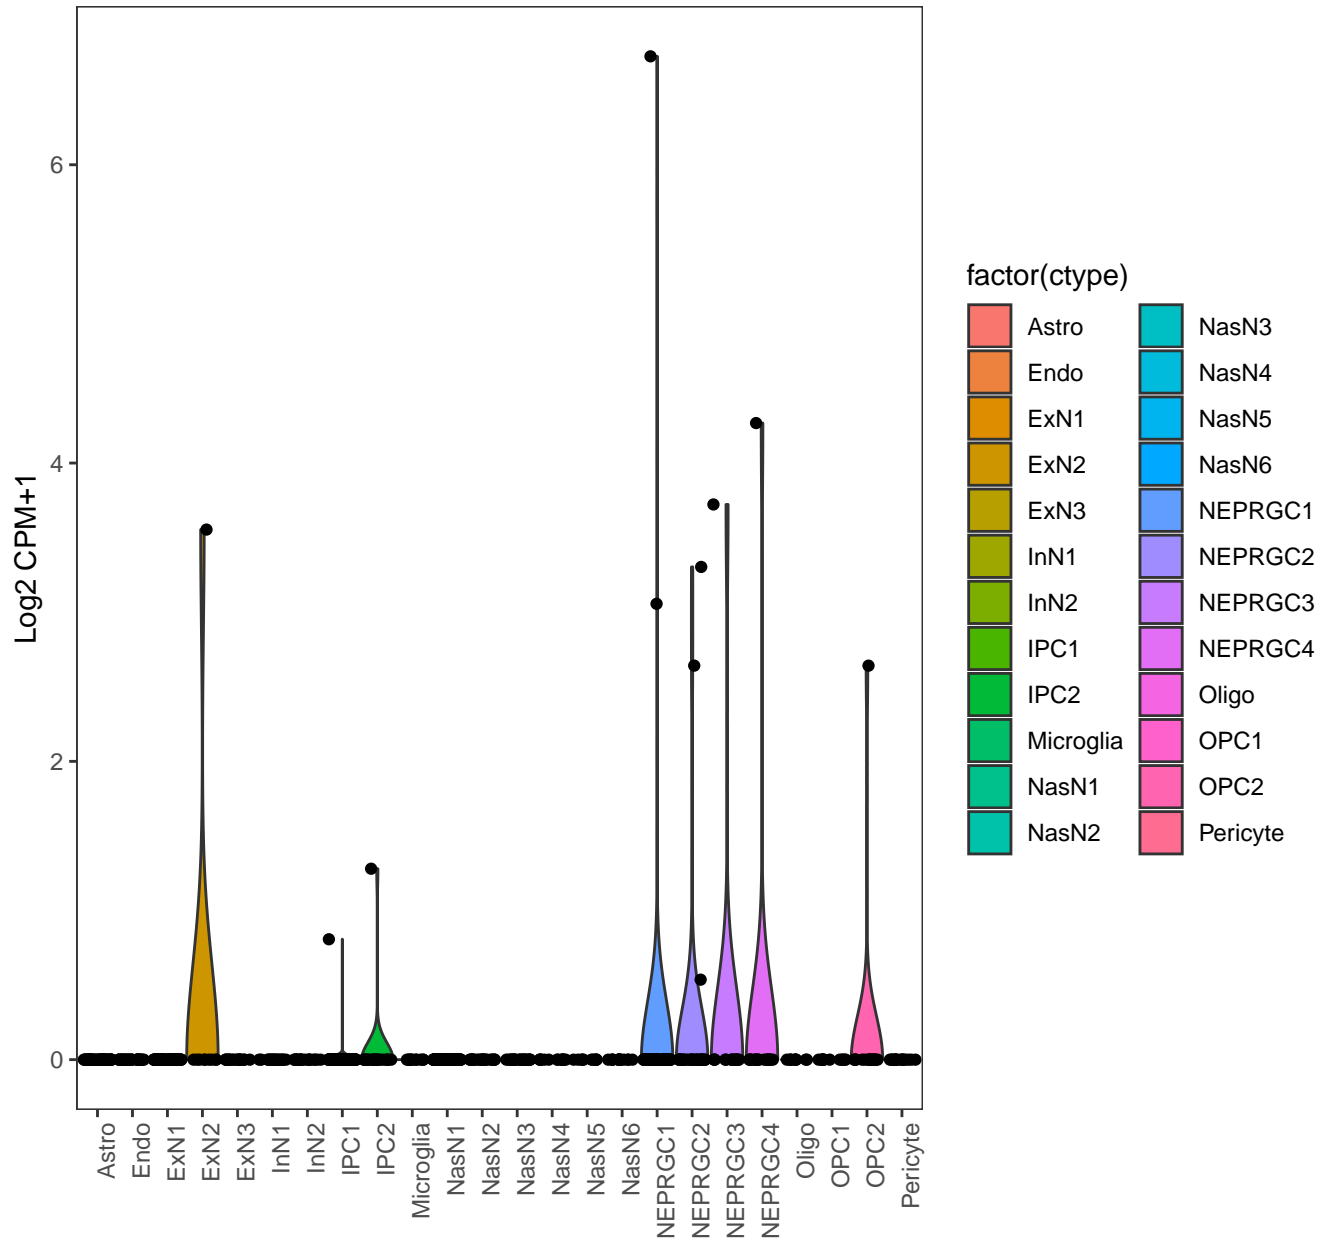 Log2 CPM+1
6
4
2
0
Astro
Endo
ExN1
ExN2
ExN3
InN1
InN2
IPC1
IPC2
Microglia
NasN1
NasN2
NasN3
NasN4
NasN5
NasN6
NEPRGC1
NEPRGC2
NEPRGC3
NEPRGC4
Oligo
OPC1
OPC2
Pericyte
factor(ctype)
Astro
Endo
ExN1
ExN2
ExN3
InN1
InN2
IPC1
IPC2
Microglia
NasN1
NasN2
NasN3
NasN4
NasN5
NasN6
NEPRGC1
NEPRGC2
NEPRGC3
NEPRGC4
Oligo
OPC1
OPC2
Pericyte